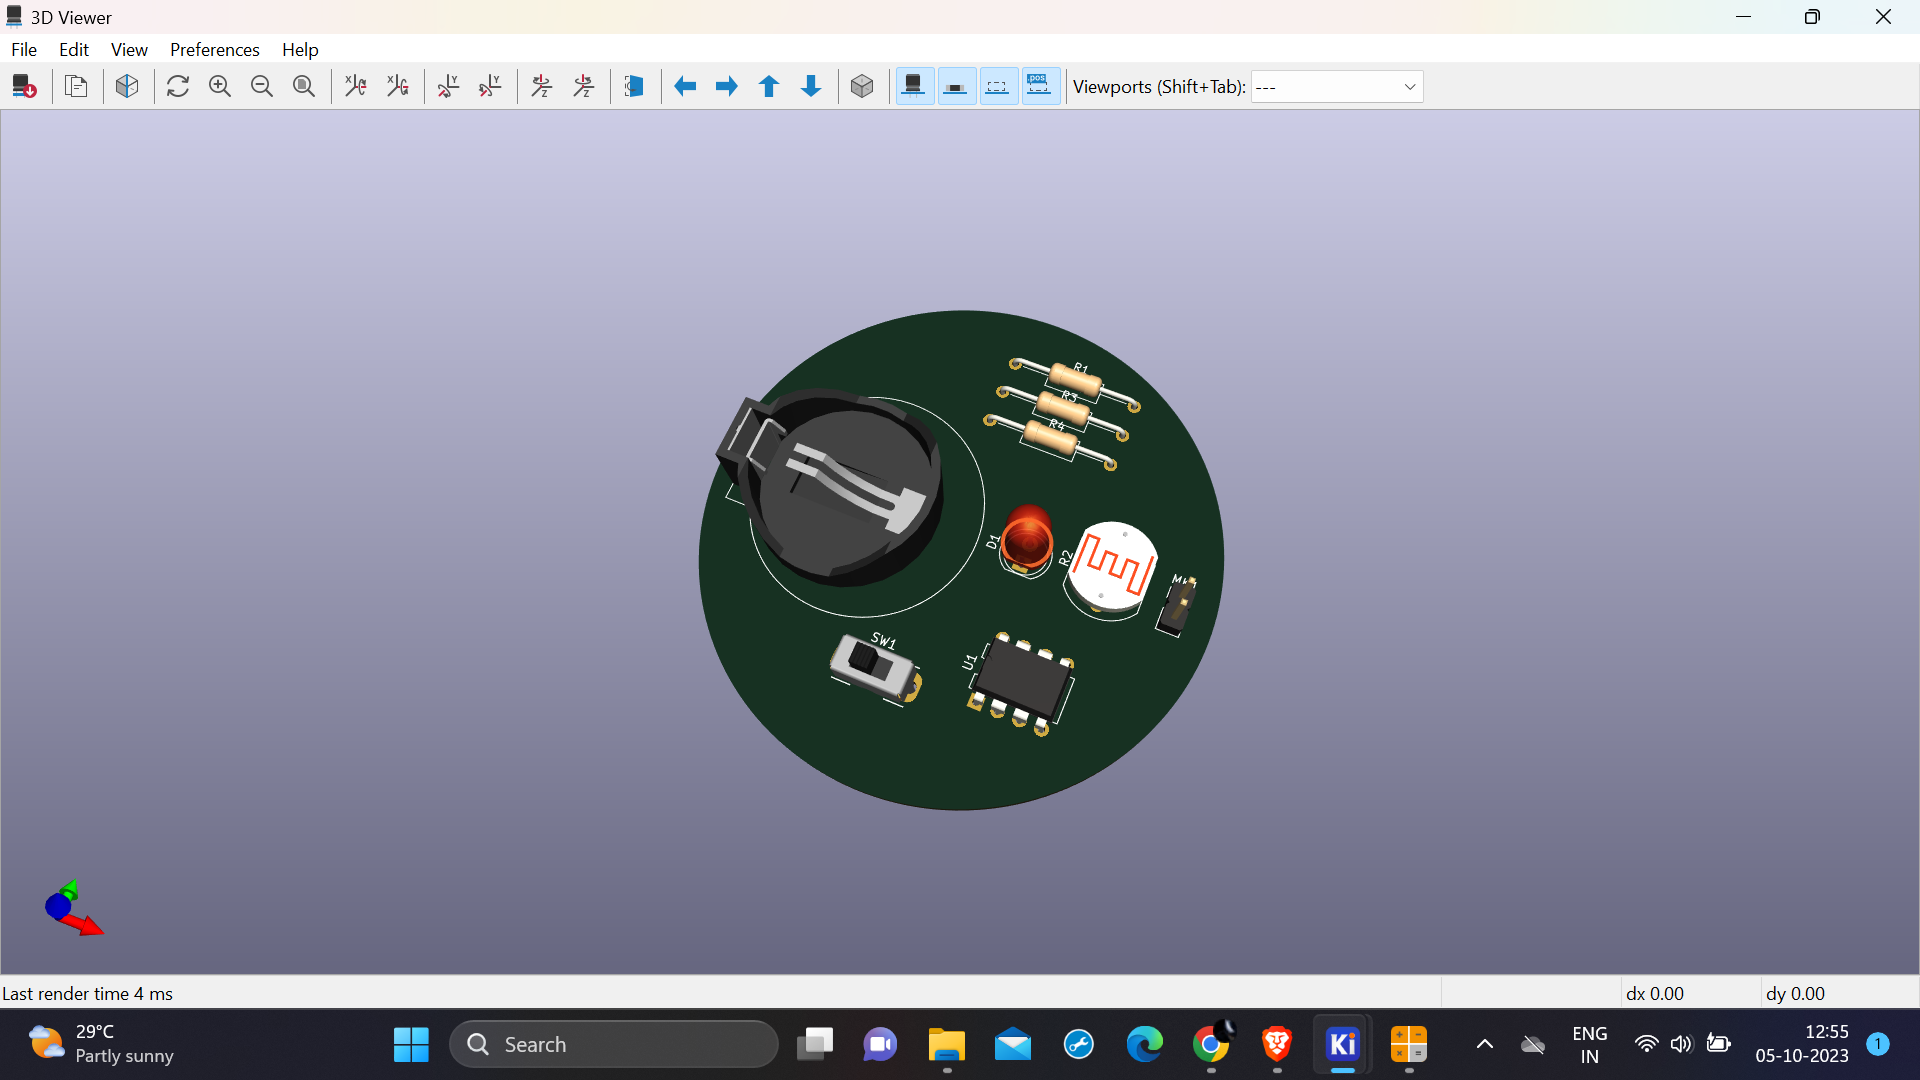 3D Viewer
File Edit View Preferences Help
Viewports (Shift+Tab): ---
R1
R3
R4
D1
R2
SW1
U1
Last render time 4 ms
dx 0.00
dy 0.00
29°C
Partly sunny
Search
Ki
ENG
IN
12:55
05-10-2023
1